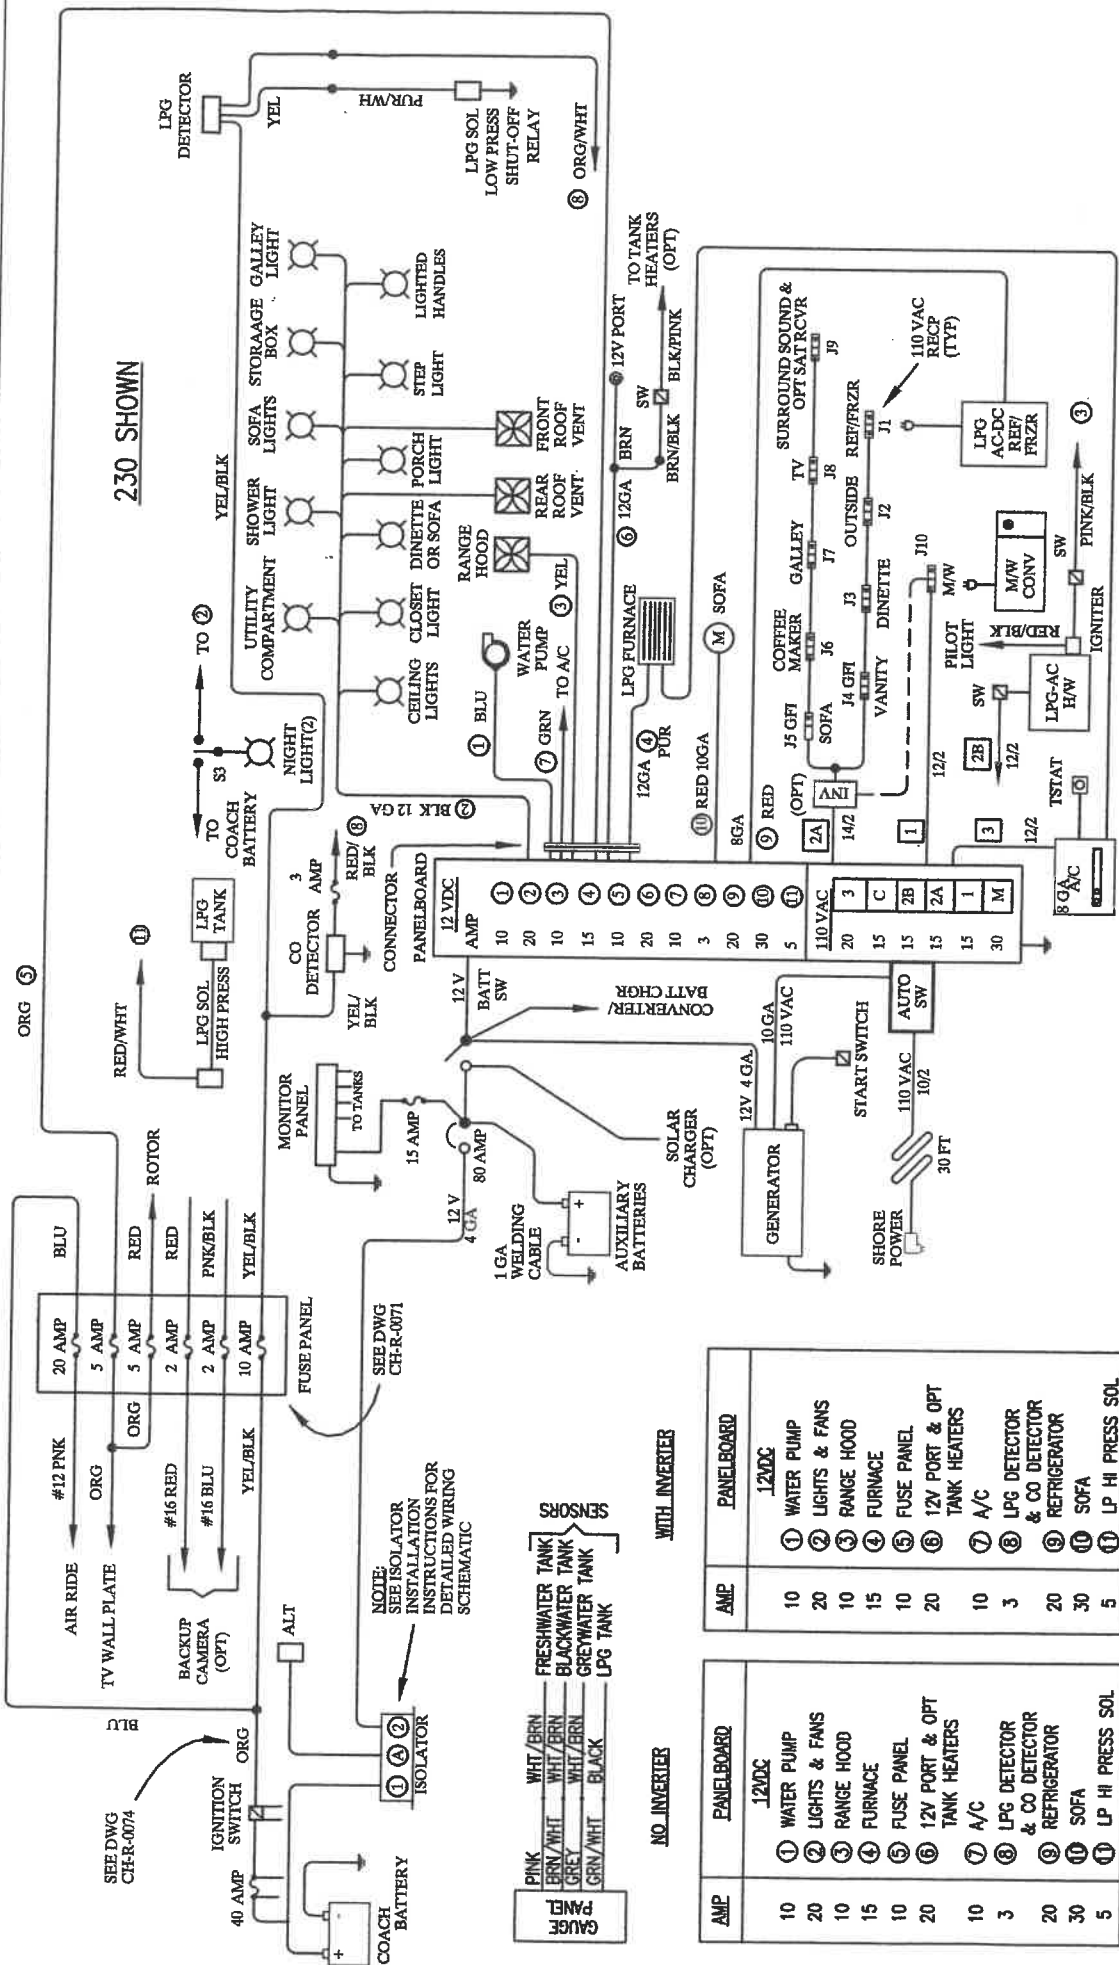 230 SHOWN
SEE DWG
CH-R-0074
BLU
ORG
IGNITION
SWITCH
40 AMP
COACH
BATTERY
+
-
ALT
1 A 2
ISOLATOR
NOTE:
SEE ISOLATOR
INSTALLATION
INSTRUCTIONS FOR
DETAILED WIRING
SCHEMATIC
AIR RIDE
#12 PNK
20 AMP
BLU
TV WALL PLATE
ORG
5 AMP
ORG ⑤
ORG
5 AMP
RED
ROTOR
BACKUP
CAMERA
(OPT)
#16 RED
2 AMP
RED
#16 BLU
2 AMP
PNK/BLK
YEL/BLK
10 AMP
YEL/BLK
FUSE PANEL
SEE DWG
CH-R-0071
RED/WHT
⑪
LPG SOL
HIGH PRESS
LPG
TANK
TO
COACH
BATTERY
S3
TO ②
NIGHT
LIGHT(2)
YEL/BLK
LPG
DETECTOR
YEL
PUR/WH
LPG SOL
LOW PRESS
SHUT-OFF
RELAY
⑧ ORG/WHT
UTILITY
COMPARTMENT
SHOWER
LIGHT
SOFA
LIGHTS
STORAAGE
BOX
GALLEY
LIGHT
CEILING
LIGHTS
CLOSET
LIGHT
DINETTE
OR SOFA
PORCH
LIGHT
STEP
LIGHT
LIGHTED
HANDLES
RANGE
HOOD
REAR
ROOF
VENT
FRONT
ROOF
VENT
MONITOR
PANEL
TO TANKS
15 AMP
YEL/
BLK
CO
DETECTOR
3
AMP
RED/ ⑧
BLK
② BLK 12 GA
CONNECTOR
① BLU
WATER
PUMP
⑦ GRN
TO A/C
③ YEL
⑥ 12GA
BRN
12V PORT
BRN/BLK
SW
BLK/PINK
TO TANK
HEATERS
(OPT)
12 V
4 GA
80 AMP
1 GA
WELDING
CABLE
- +
AUXILIARY
BATTERIES
SOLAR
CHARGER
(OPT)
12 V
BATT
SW
CONVERTER/
BATT CHGR
PANELBOARD
12 VDC
AMP
10 ①
20 ②
10 ③
15 ④
10 ⑤
20 ⑥
10 ⑦
3 ⑧
20 ⑨
30 ⑩
5 ⑪
110 VAC
20 3
15 C
15 2B
15 2A
15 1
30 M
12GA ④
PUR
LPG FURNACE
⑩ RED 10GA
M SOFA
8GA
⑨ RED
(OPT)
INV
2A
14/2
J5 GFI
SOFA
COFFEE
MAKER
J6
GALLEY
J7
TV
J8
SURROUND SOUND &
OPT SAT RCVR
J9
J4 GFI
VANITY
J3
DINETTE
OUTSIDE
J2
REF/FRZR
J1
110 VAC
RECP
(TYP)
LPG
AC-DC
REF/
FRZR
1
12/2
M/W
J10
M/W
CONV
2B
12/2
SW
LPG-AC
H/W
PILOT
LIGHT
RED/BLK
IGNITER
SW
PINK/BLK
③
3
12/2
TSTAT
8 GA
A/C
12V 4 GA.
10 GA
110 VAC
GENERATOR
START SWITCH
AUTO
SW
110 VAC
10/2
30 FT
SHORE
POWER
GAUGE
PANEL
PINK WHT/BRN FRESHWATER TANK
BRN/WHT WHT/BRN BLACKWATER TANK
GREY WHT/BRN GREYWATER TANK
GRN/WHT BLACK LPG TANK
SENSORS
NO INVERTER
AMP PANELBOARD
12VDC
10 ① WATER PUMP
20 ② LIGHTS & FANS
10 ③ RANGE HOOD
15 ④ FURNACE
10 ⑤ FUSE PANEL
20 ⑥ 12V PORT & OPT
TANK HEATERS
10 ⑦ A/C
3 ⑧ LPG DETECTOR
& CO DETECTOR
20 ⑨ REFRIGERATOR
30 ⑩ SOFA
5 ⑪ LP HI PRESS SOL
WITH INVERTER
AMP PANELBOARD
12VDC
10 ① WATER PUMP
20 ② LIGHTS & FANS
10 ③ RANGE HOOD
15 ④ FURNACE
10 ⑤ FUSE PANEL
20 ⑥ 12V PORT & OPT
TANK HEATERS
10 ⑦ A/C
3 ⑧ LPG DETECTOR
& CO DETECTOR
20 ⑨ REFRIGERATOR
30 ⑩ SOFA
5 ⑪ LP HI PRESS SOL